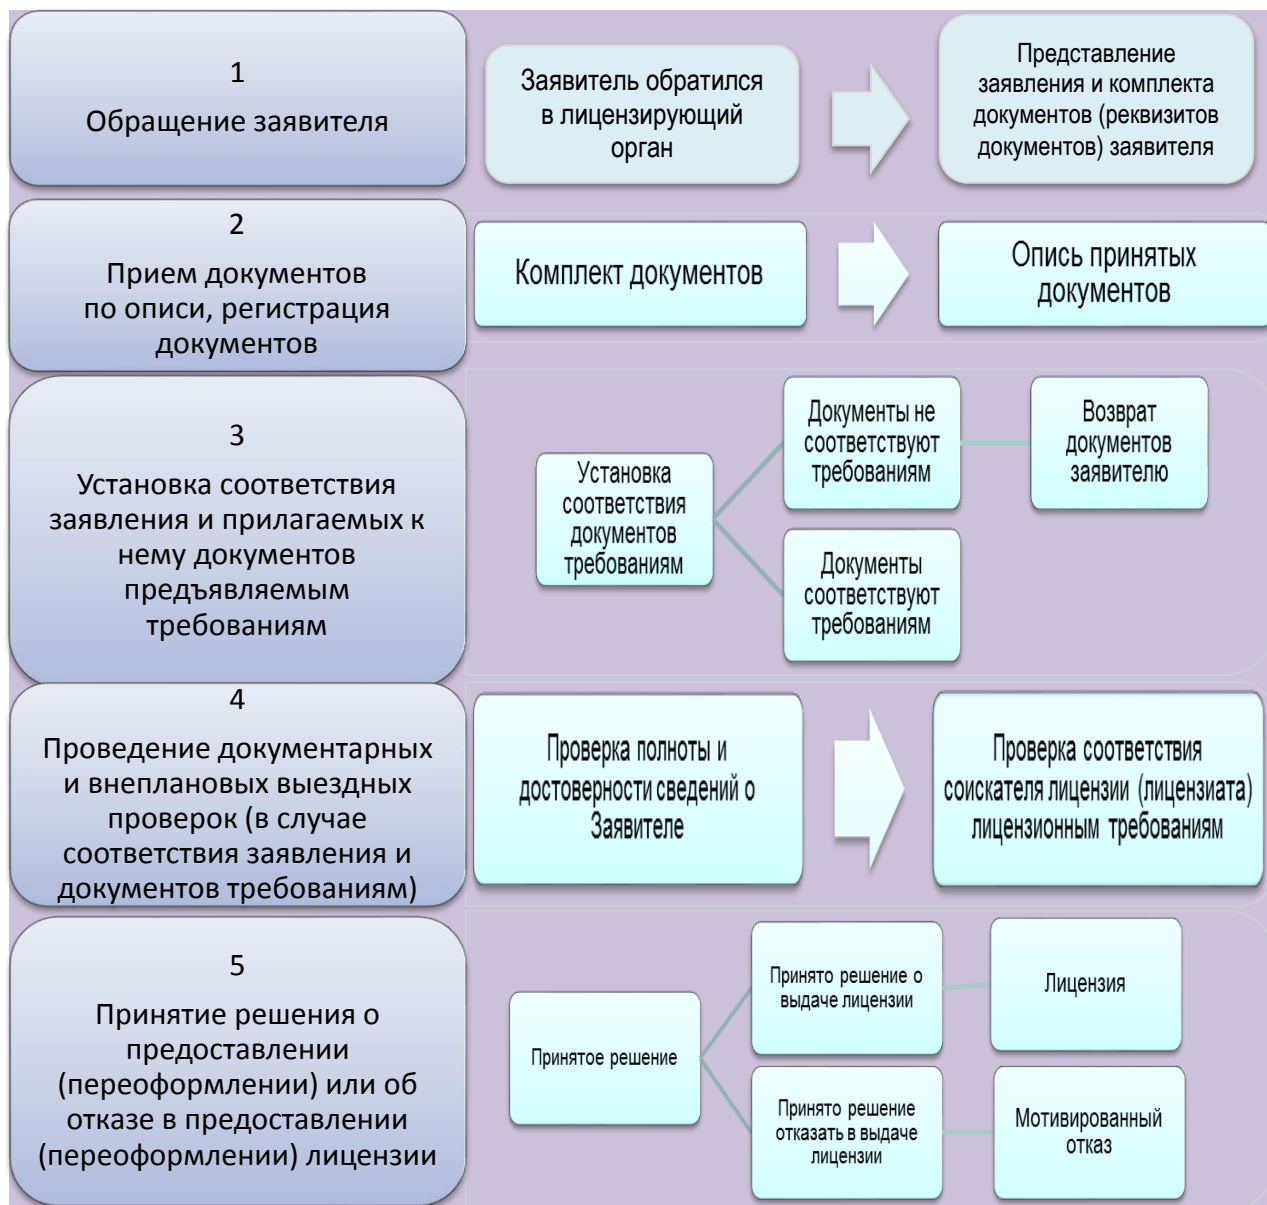 1
Обращение заявителя
Заявитель обратился
в лицензирующий
орган
Представление
заявления и комплекта
документов (реквизитов
документов) заявителя
2
Прием документов
по описи, регистрация
документов
Комплект документов
Опись принятых
документов
3
Установка соответствия
заявления и прилагаемых к
нему документов
предъявляемым
требованиям
Установка
соответствия
документов
требованиям
Документы не
соответствуют
требованиям
Возврат
документов
заявителю
Документы
соответствуют
требованиям
4
Проведение документарных
и внеплановых выездных
проверок (в случае
соответствия заявления и
документов требованиям)
Проверка полноты и
достоверности сведений о
Заявителе
Проверка соответствия
соискателя лицензии (лицензиата)
лицензионным требованиям
5
Принятие решения о
предоставлении
(переоформлении) или об
отказе в предоставлении
(переоформлении) лицензии
Принятое решение
Принято решение о
выдаче лицензии
Лицензия
Принято решение
отказать в выдаче
лицензии
Мотивированный
отказ